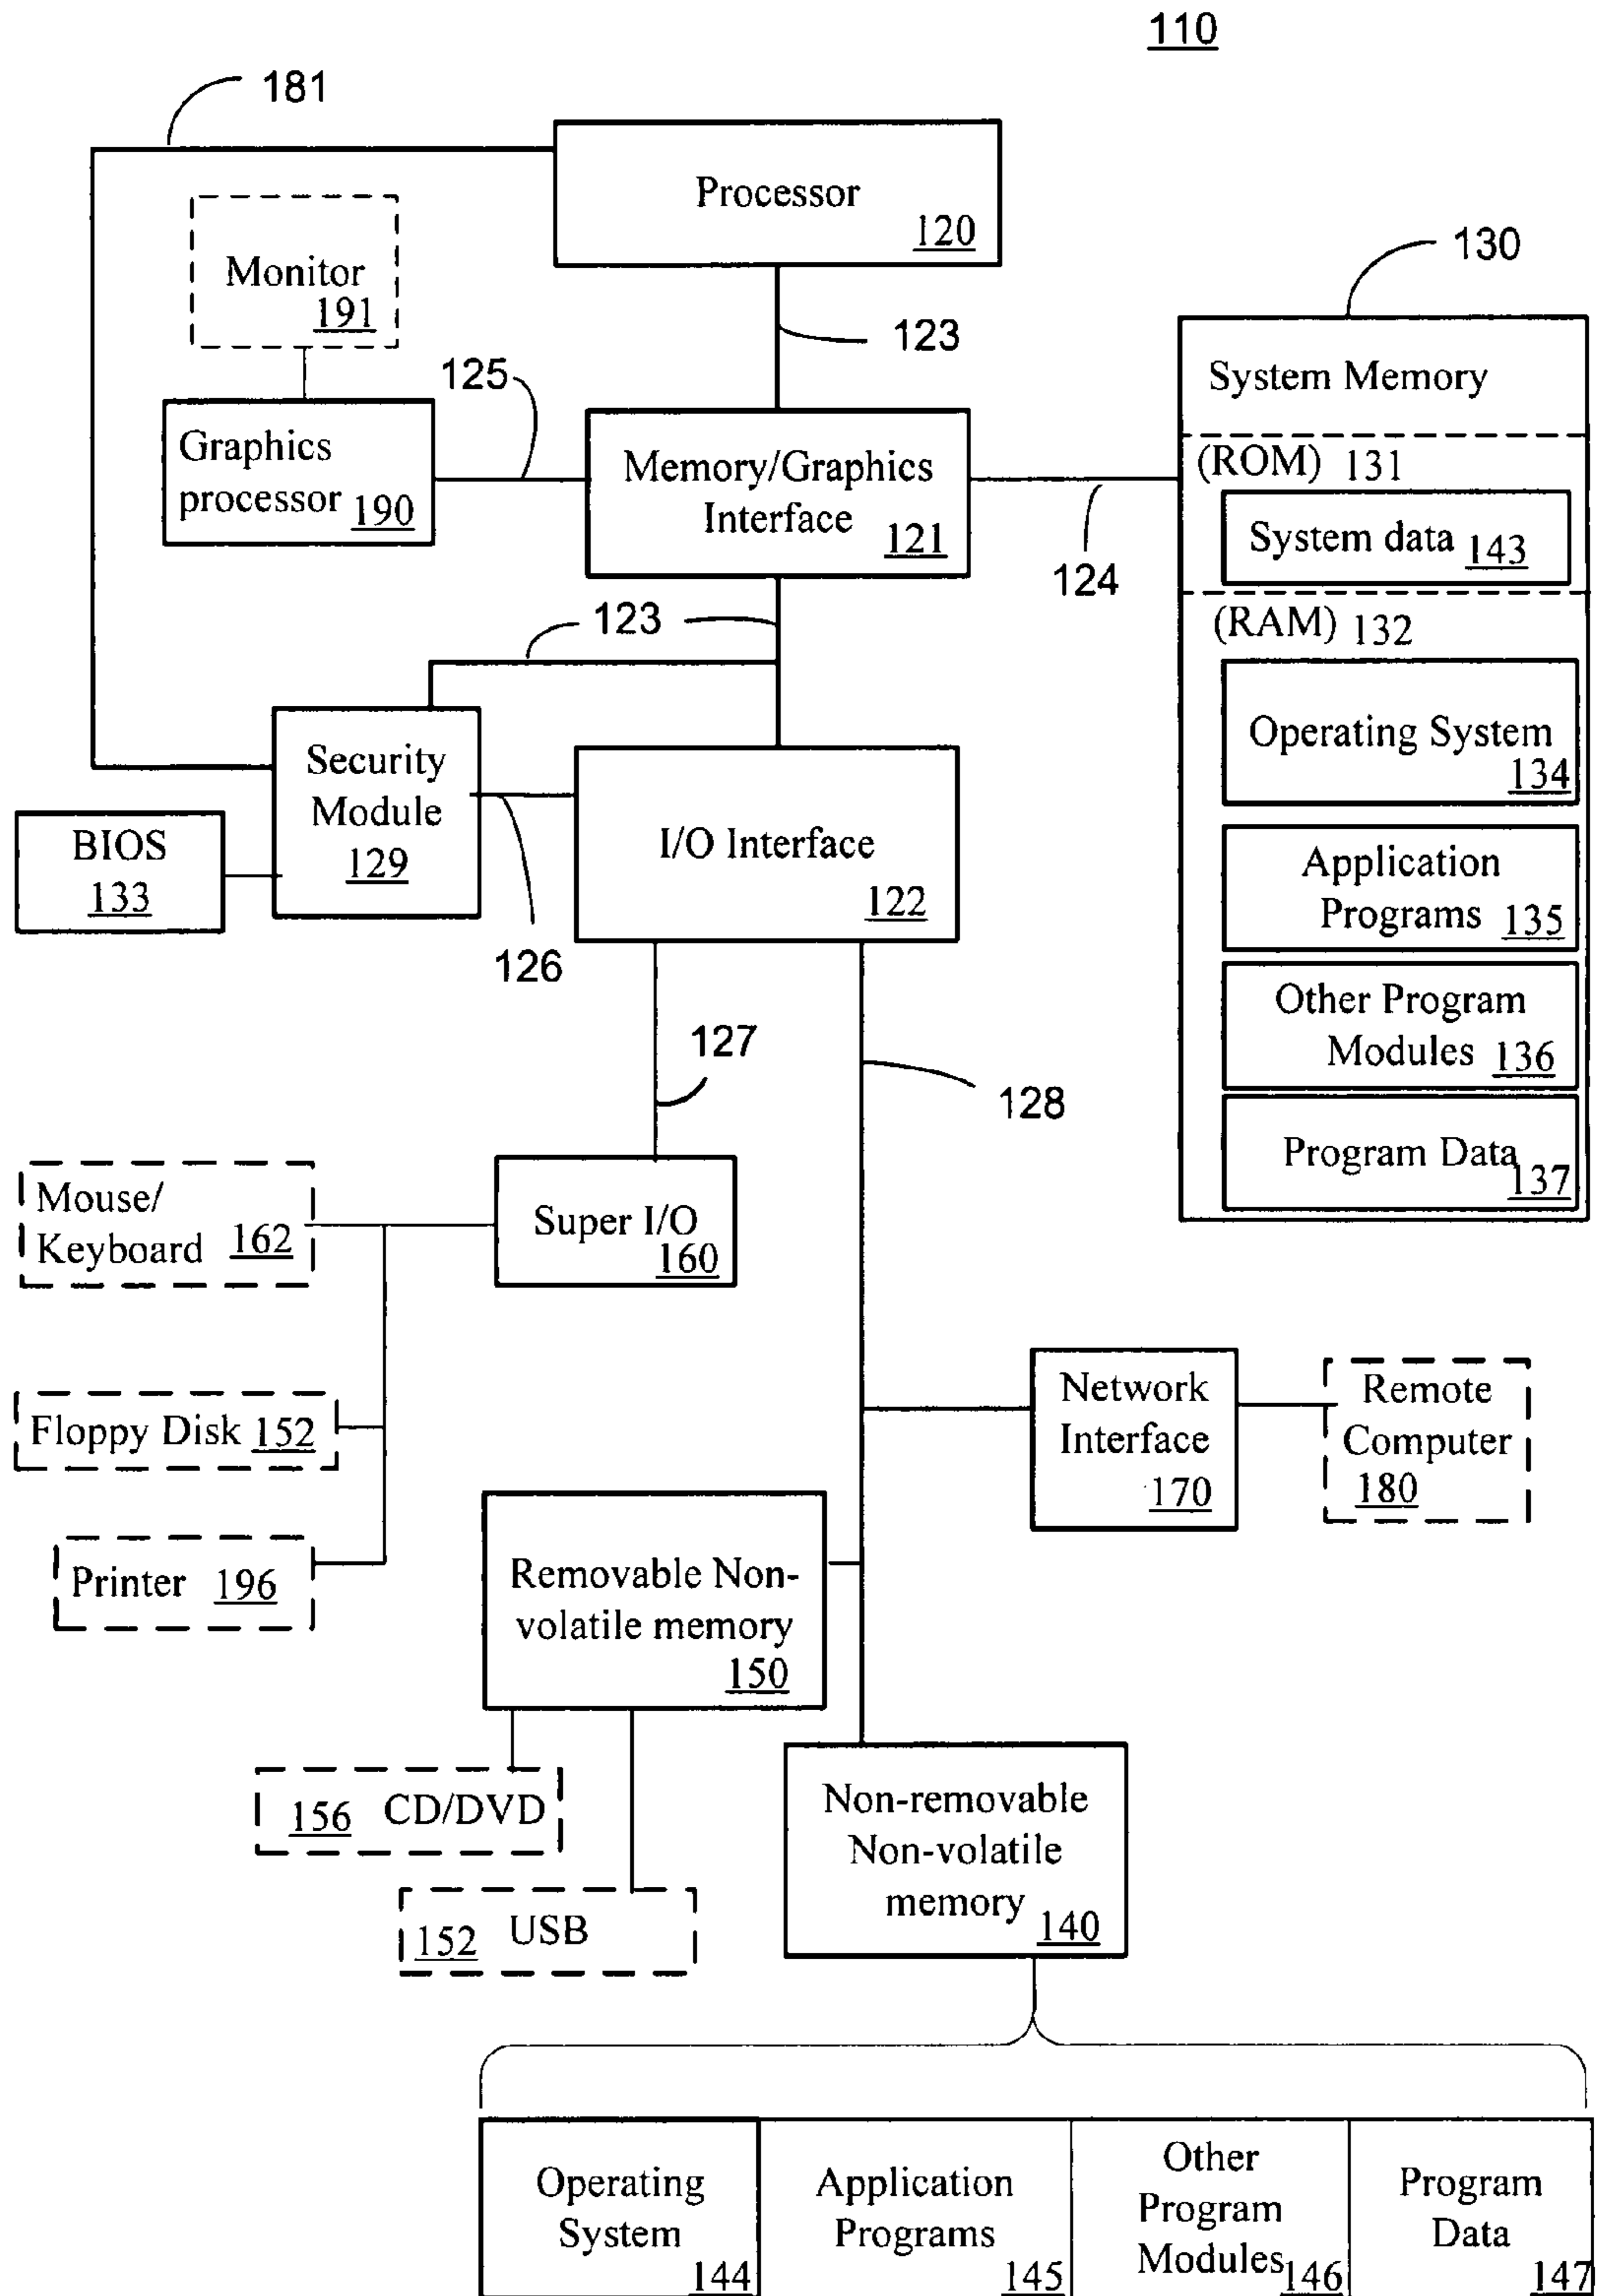 110
181
Processor
120
Monitor
191
130
123
125
System Memory
Graphics
processor 190
Memory/Graphics
Interface
121
(ROM) 131
System data 143
124
123
(RAM) 132
Operating System
134
Security
Module
129
BIOS
133
I/O Interface
122
Application
Programs 135
126
Other Program
Modules 136
127
128
Program Data
137
Mouse/
Keyboard 162
Super I/O
160
Network
Interface
170
Remote
Computer
180
Floppy Disk 152
Printer 196
Removable Non-
volatile memory
150
156 CD/DVD
Non-removable
Non-volatile
memory 140
152 USB
Operating
System
144
Application
Programs
145
Other
Program
Modules 146
Program
Data
147